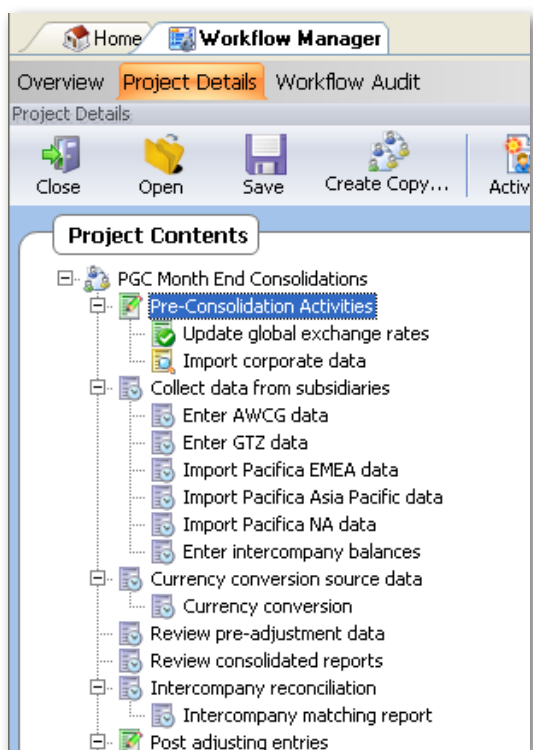 Home Workflow Manager
Overview Project Details Workflow Audit
Project Details
Close Open Save Create Copy...
Project Contents
PGC Month End Consolidations
Pre-Consolidation Activities
Update global exchange rates
Import corporate data
Collect data from subsidiaries
Enter AWCG data
Enter GTZ data
Import Pacifica EMEA data
Import Pacifica Asia Pacific data
Import Pacifica NA data
Enter intercompany balances
Currency conversion source data
Currency conversion
Review pre-adjustment data
Review consolidated reports
Intercompany reconciliation
Intercompany matching report
Post adjusting entries